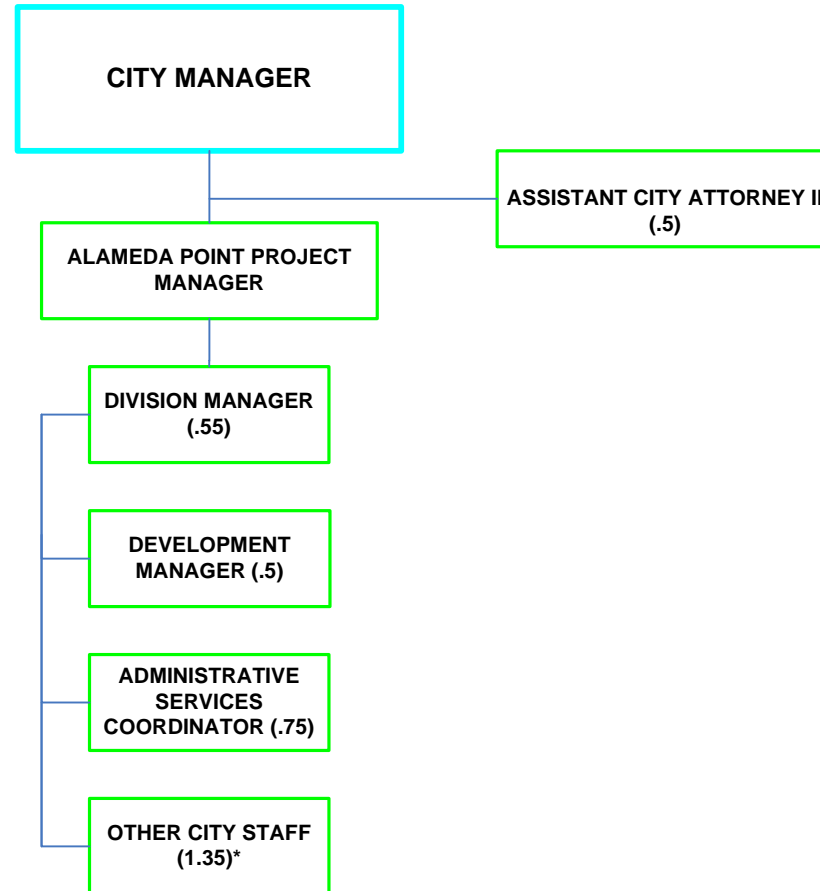 CITY MANAGER
ASSISTANT CITY ATTORNEY
(.5)
ALAMEDA POINT PROJECT
MANAGER
DIVISION MANAGER
(.55)
DEVELOPMENT
MANAGER (.5)
ADMINISTRATIVE
SERVICES
COORDINATOR (.75)
OTHER CITY STAFF
(1.35)*